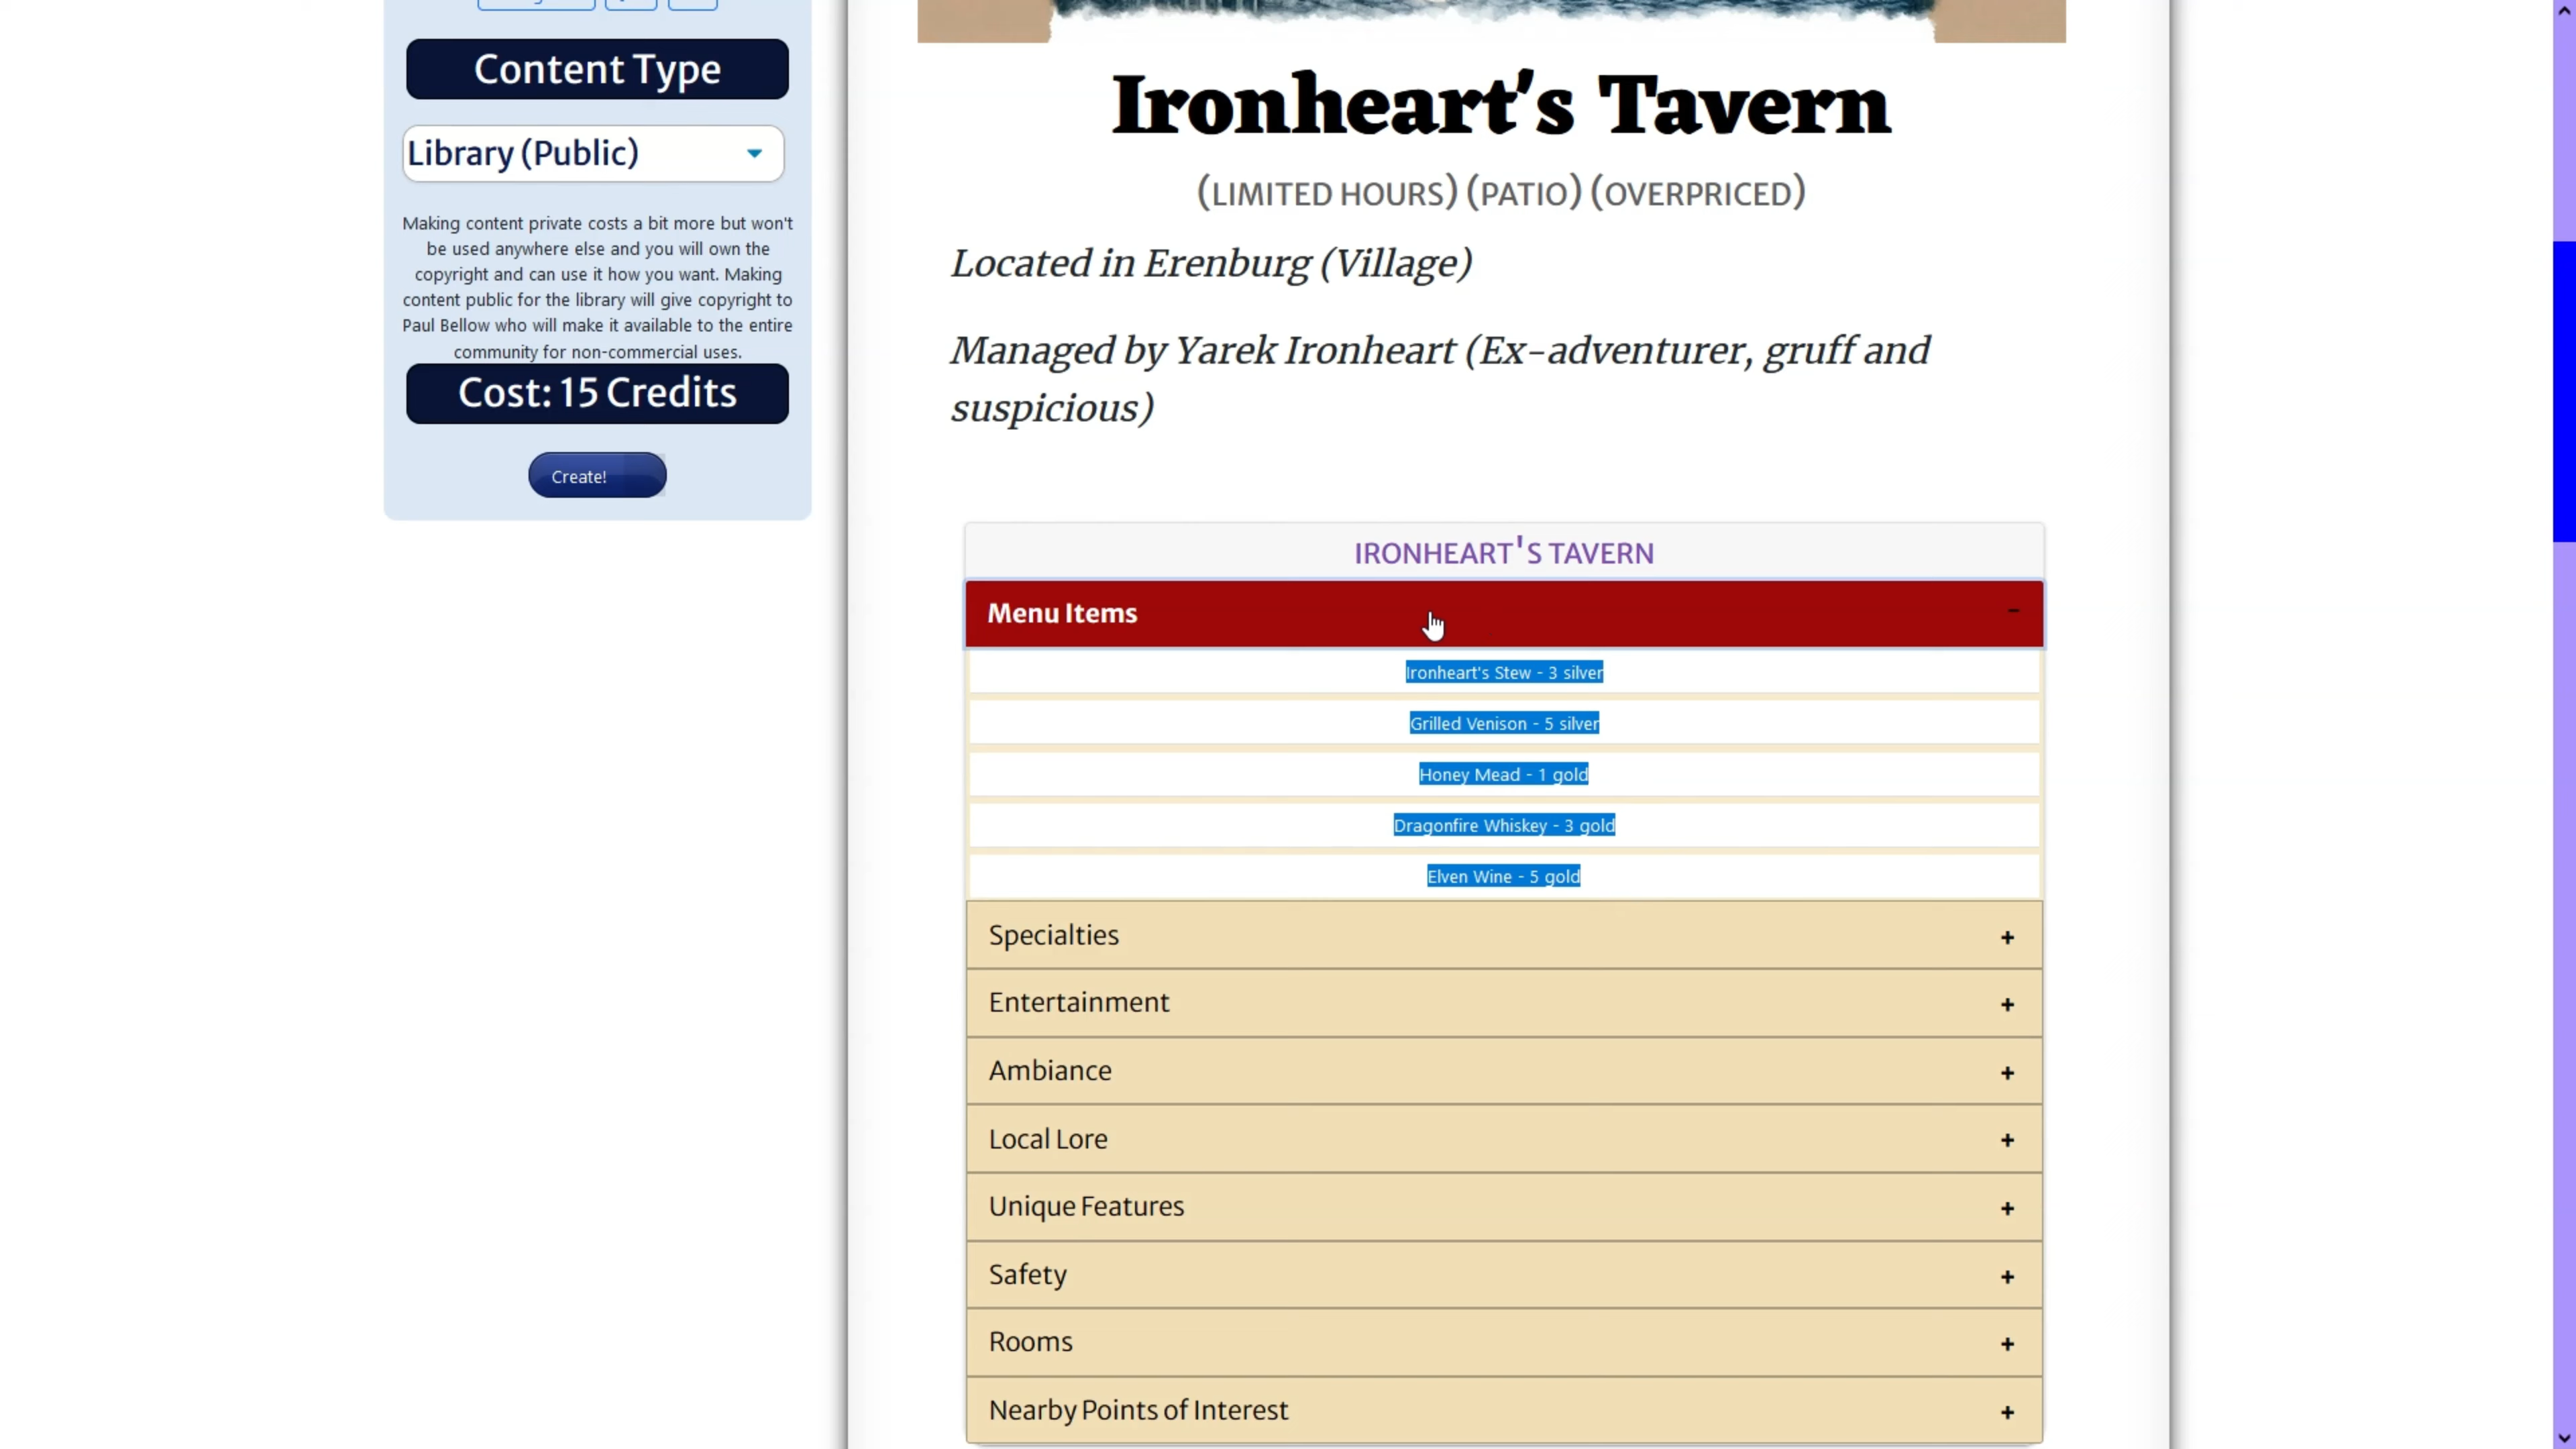 Content Type
Library (Public)
Making content private costs a bit more but won't
be used anywhere else and you will own the
copyright and can use it how you want. Making
content public for the library will give copyright to
Paul Bellow who will make it available to the entire
community for non-commercial uses.
Cost: 15 Credits
Create!
Ironheart's Tavern
(LIMITED HOURS) (PATIO) (OVERPRICED)
Located in Erenburg (Village)
Managed by Yarek Ironheart (Ex-adventurer, gruff and
suspicious)
IRONHEART'S TAVERN
Menu Items -
Ironheart's Stew - 3 silver
Grilled Venison - 5 silver
Honey Mead - 1 gold
Dragonfire Whiskey - 3 gold
Elven Wine - 5 gold
Specialties +
Entertainment +
Ambiance +
Local Lore +
Unique Features +
Safety +
Rooms +
Nearby Points of Interest +